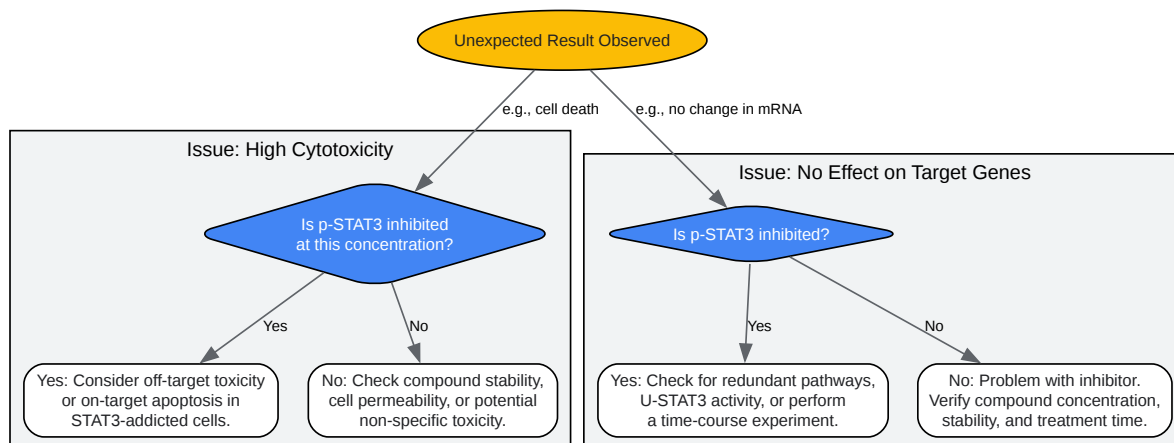 Unexpected Result Observed
e.g., cell death
e.g., no change in mRNA
Issue: High Cytotoxicity
Is p-STAT3 inhibited
at this concentration?
Yes
No
Yes: Consider off-target toxicity
or on-target apoptosis in
STAT3-addicted cells.
No: Check compound stability,
cell permeability, or potential
non-specific toxicity.
Issue: No Effect on Target Genes
Is p-STAT3 inhibited?
Yes
No
Yes: Check for redundant pathways,
U-STAT3 activity, or perform
a time-course experiment.
No: Problem with inhibitor.
Verify compound concentration,
stability, and treatment time.